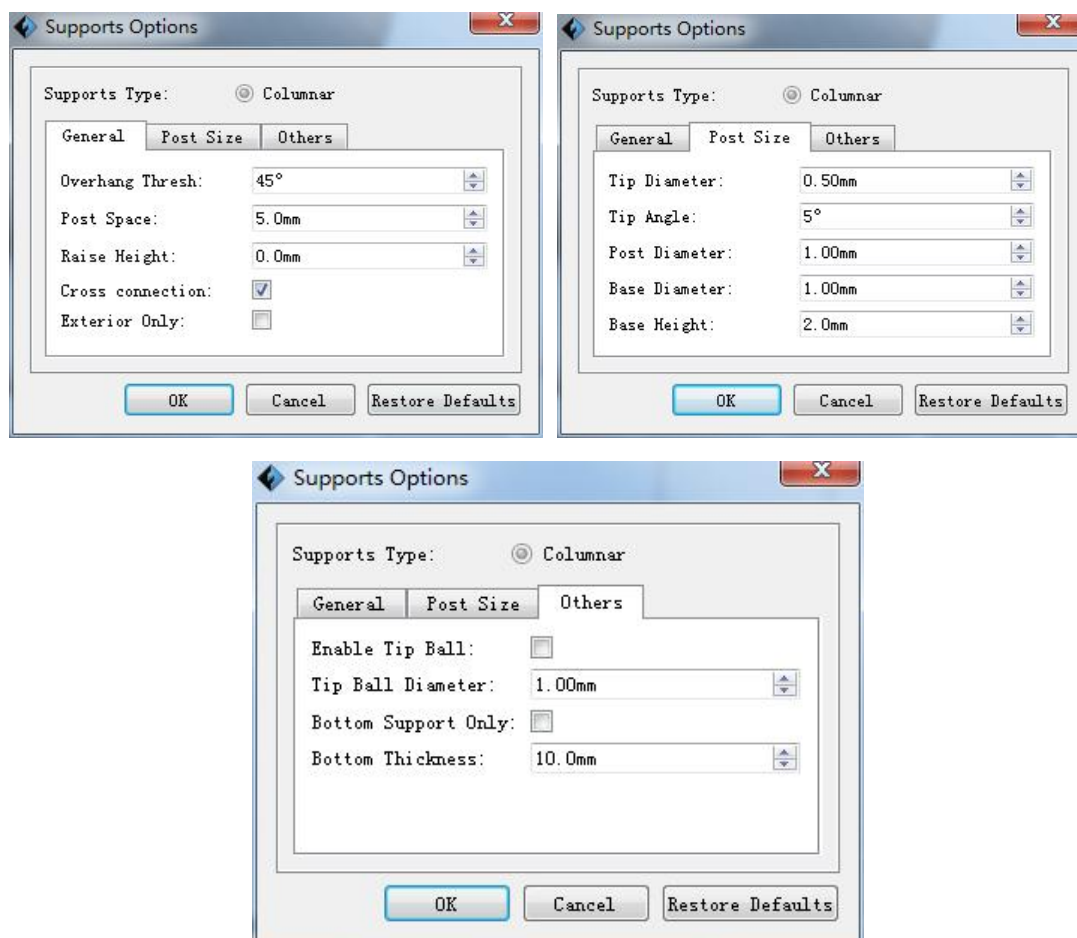 Supports Options
X
Supports Type: Columnar
General Post Size Others
Overhang Thresh: 45°
Post Space: 5.0mm
Raise Height: 0.0mm
Cross connection:
Exterior Only:
OK Cancel Restore Defaults
Supports Options
X
Supports Type: Columnar
General Post Size Others
Tip Diameter: 0.50mm
Tip Angle: 5°
Post Diameter: 1.00mm
Base Diameter: 1.00mm
Base Height: 2.0mm
OK Cancel Restore Defaults
Supports Options
X
Supports Type: Columnar
General Post Size Others
Enable Tip Ball:
Tip Ball Diameter: 1.00mm
Bottom Support Only:
Bottom Thickness: 10.0mm
OK Cancel Restore Defaults